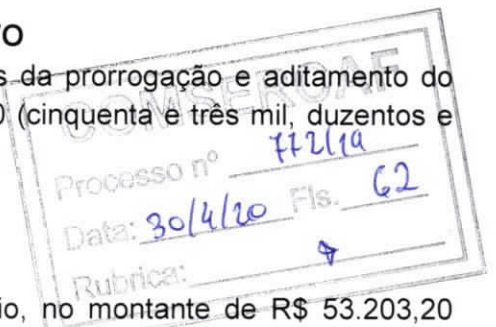 VO
s da prorrogação e aditamento do
0 (cinquenta e três mil, duzentos e
COMSERCAF
Processo nº 772/19
Data: 30/4/20 Fls. 62
Rubrica:
io, no montante de R$ 53.203,20